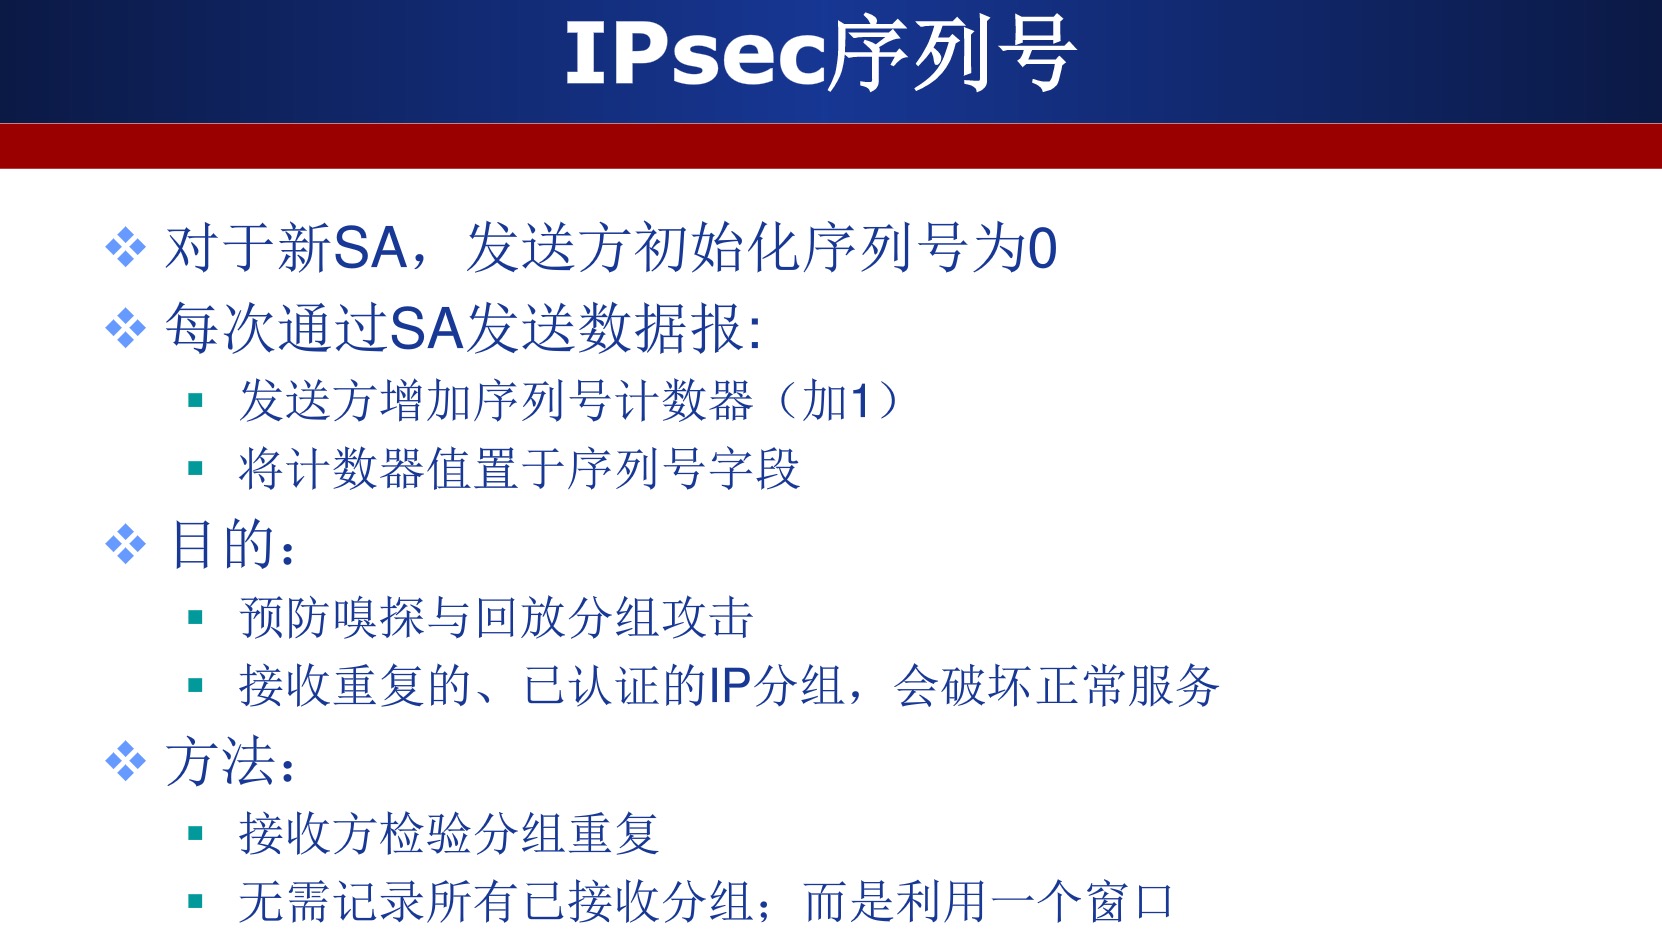 IPsec序列号
对于新SA，发送方初始化序列号为0
每次通过SA发送数据报:
发送方增加序列号计数器（加1）
将计数器值置于序列号字段
目的：
预防嗅探与回放分组攻击
接收重复的、已认证的IP分组，会破坏正常服务
方法：
接收方检验分组重复
无需记录所有已接收分组；而是利用一个窗口